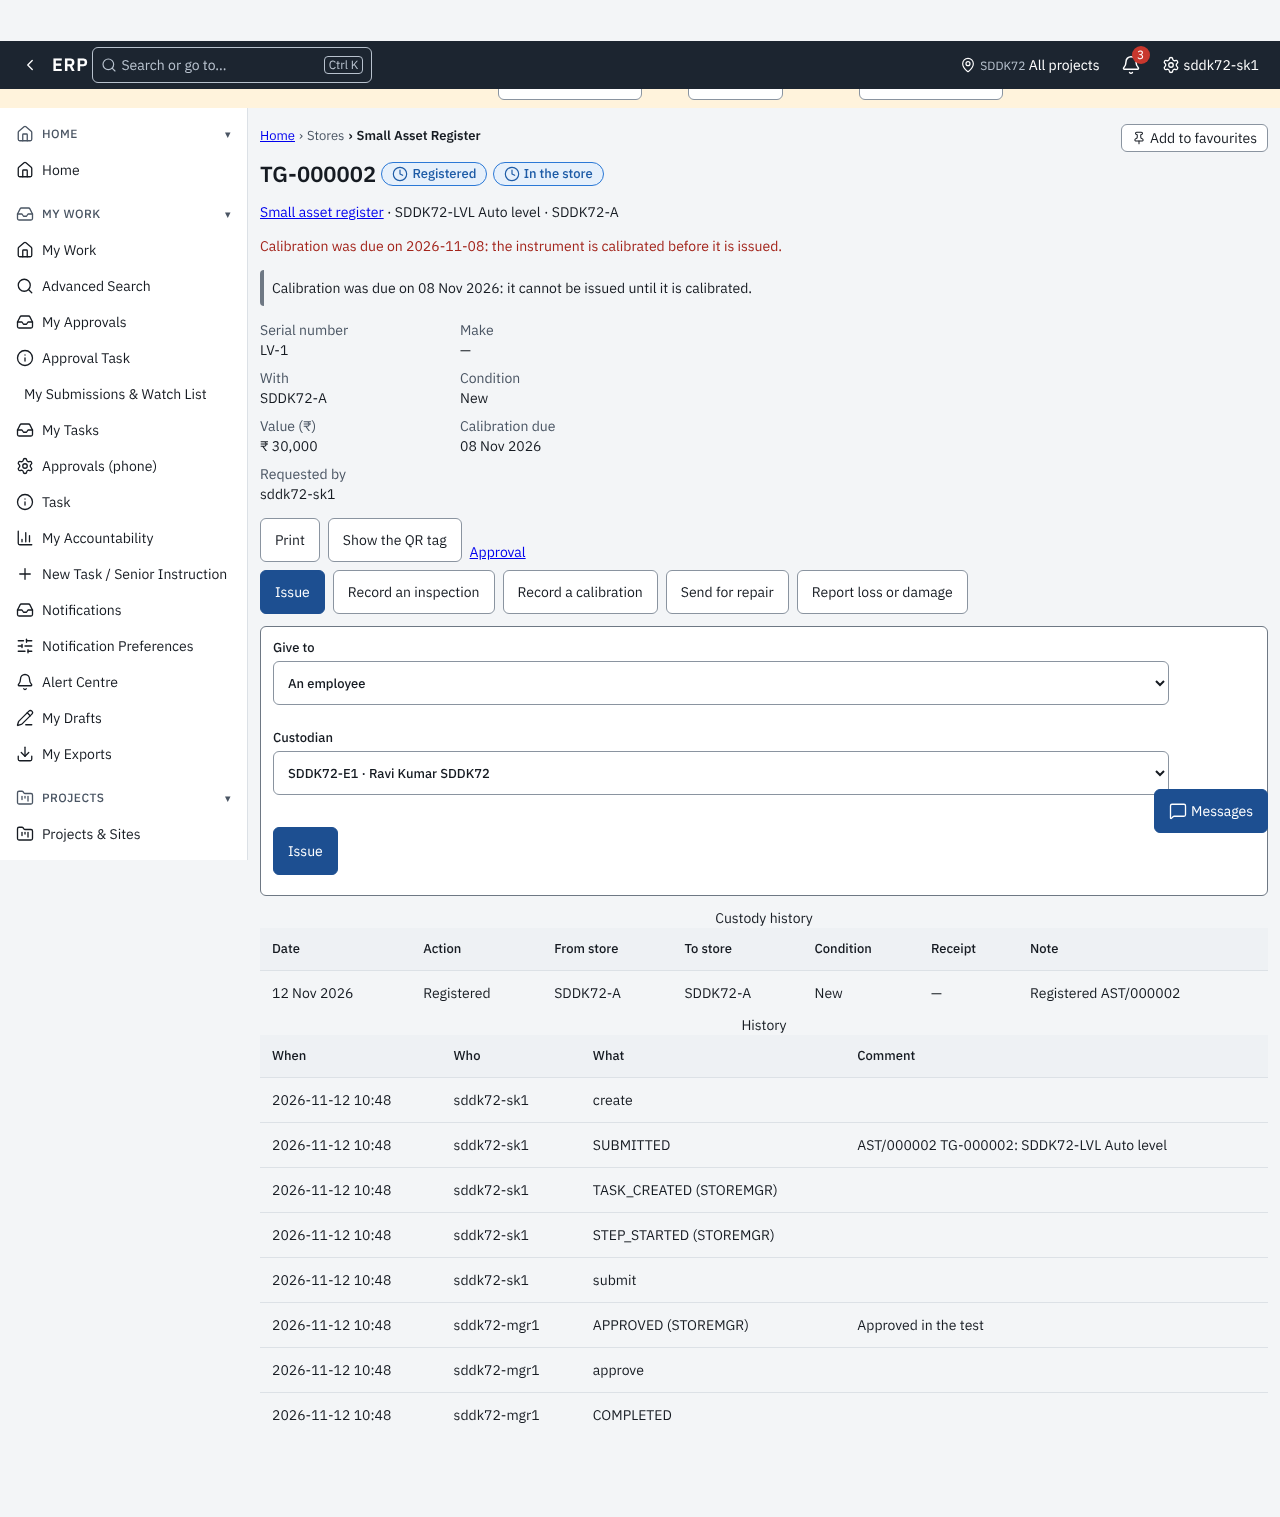 ERP
Search or go to...
Ctrl K
SDDK72 All projects
3
sddk72-sk1
HOME
Home
MY WORK
My Work
Advanced Search
My Approvals
Approval Task
My Submissions & Watch List
My Tasks
Approvals (phone)
Task
My Accountability
New Task / Senior Instruction
Notifications
Notification Preferences
Alert Centre
My Drafts
My Exports
PROJECTS
Projects & Sites
Home › Stores › Small Asset Register
Add to favourites
TG-000002 Registered In the store
Small asset register · SDDK72-LVL Auto level · SDDK72-A
Calibration was due on 2026-11-08: the instrument is calibrated before it is issued.
Calibration was due on 08 Nov 2026: it cannot be issued until it is calibrated.
Serial number Make
LV-1 —
With Condition
SDDK72-A New
Value (₹) Calibration due
₹ 30,000 08 Nov 2026
Requested by
sddk72-sk1
Print Show the QR tag Approval
Issue Record an inspection Record a calibration Send for repair Report loss or damage
Give to
An employee
Custodian
SDDK72-E1 · Ravi Kumar SDDK72
Messages
Issue
Custody history
Date Action From store To store Condition Receipt Note
12 Nov 2026 Registered SDDK72-A SDDK72-A New — Registered AST/000002
History
When Who What Comment
2026-11-12 10:48 sddk72-sk1 create
2026-11-12 10:48 sddk72-sk1 SUBMITTED AST/000002 TG-000002: SDDK72-LVL Auto level
2026-11-12 10:48 sddk72-sk1 TASK_CREATED (STOREMGR)
2026-11-12 10:48 sddk72-sk1 STEP_STARTED (STOREMGR)
2026-11-12 10:48 sddk72-sk1 submit
2026-11-12 10:48 sddk72-mgr1 APPROVED (STOREMGR) Approved in the test
2026-11-12 10:48 sddk72-mgr1 approve
2026-11-12 10:48 sddk72-mgr1 COMPLETED